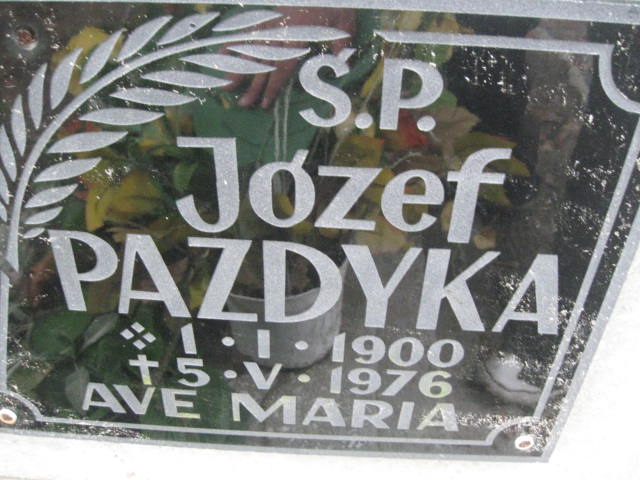 Ś.P.
Józef
PAZDYKA
1·I·1900
✝5·V·1976
AVE MARIA